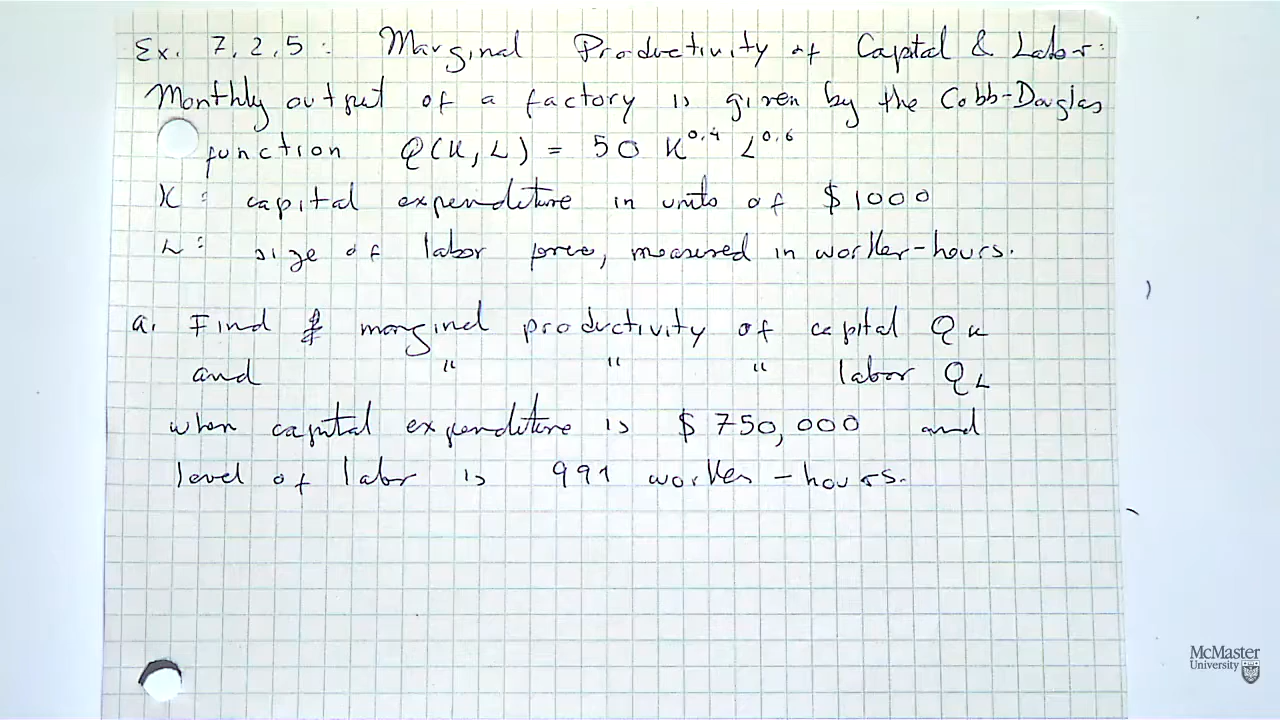 Ex. 7.2.5: Marginal Productivity of Capital & Labor:
Monthly output of a factory is given by the Cobb-Douglas
function Q(K, L) = 50 K^0.4 L^0.6
K: capital expenditure in units of $1000
L: size of labor force, measured in worker-hours.
a. Find marginal productivity of capital Q_K
and " " " labor Q_L
when capital expenditure is $750,000 and
level of labor is 991 worker-hours.
McMaster
University